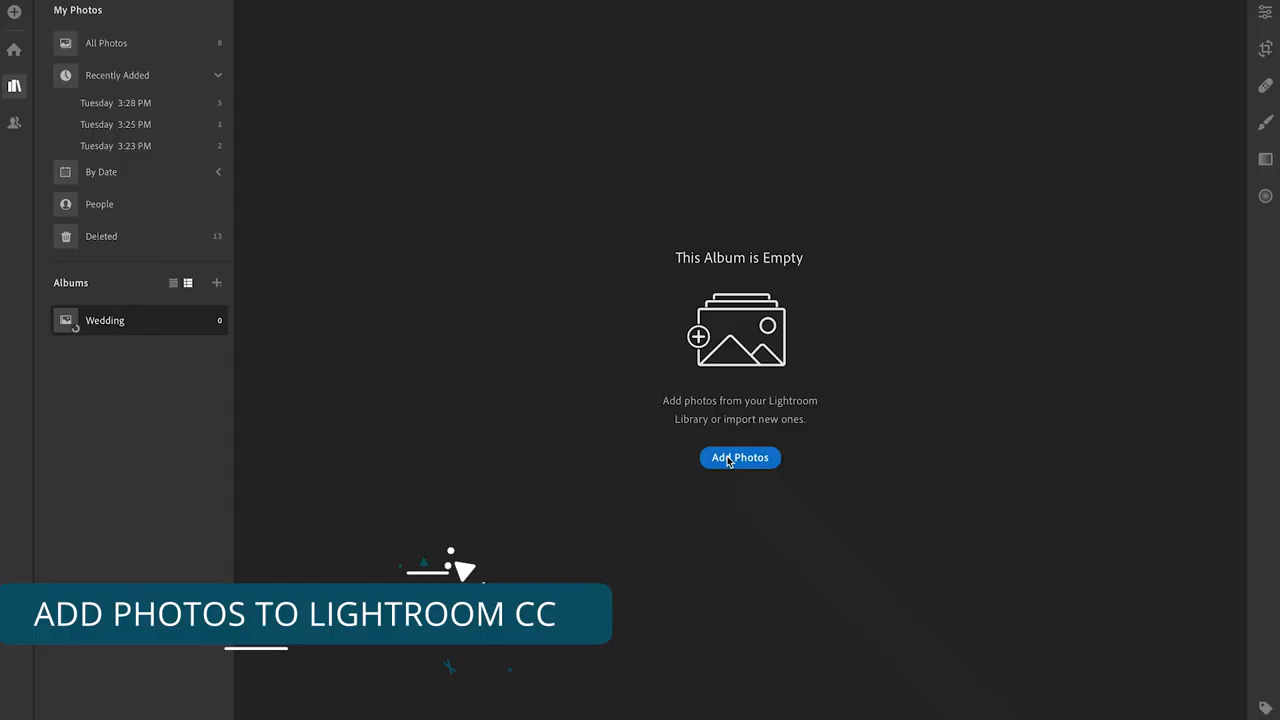 My Photos
All Photos 8
Recently Added
Tuesday 3:28 PM 5
Tuesday 3:25 PM 1
Tuesday 3:23 PM 2
By Date
People
Deleted 13
Albums
Wedding 0
This Album is Empty
Add photos from your Lightroom
Library or import new ones.
Add Photos
ADD PHOTOS TO LIGHTROOM CC